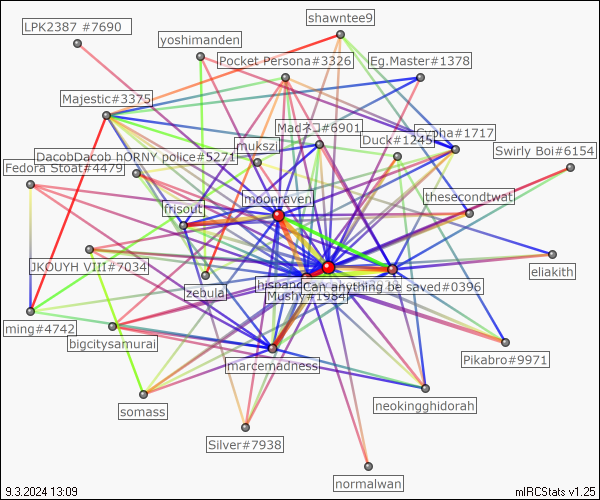 shawntee9
LPK2387 #7690
yoshimanden
Pocket Persona#3326
Eg.Master#1378
Majestic#3375
Madネコ#6901
Cypha#1717
Duck#1245
mukszi
Swirly Boi#6154
DacobDacob hORNY police#5271
Fedora Stoat#4479
moonraven
thesecondtwat
frisout
JKOUYH VIII#7034
eliakith
Can anything be saved#0396
zebula
Mushy#1984
ming#4742
bigcitysamurai
Pikabro#9971
marcemadness
neokingghidorah
somass
Silver#7938
normalwan
9.3.2024 13:09
mIRCStats v1.25